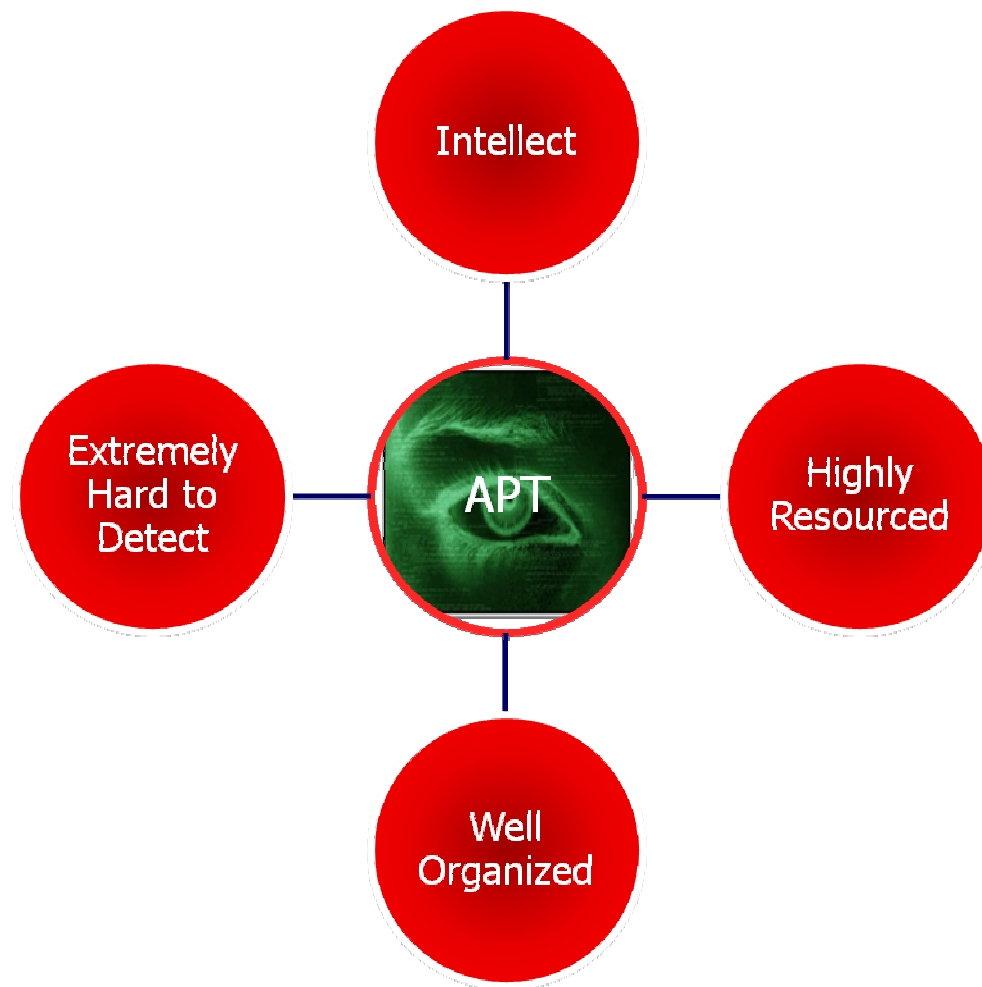 Intellect
Extremely
Hard to
Detect
APT
Highly
Resourced
Well
Organized